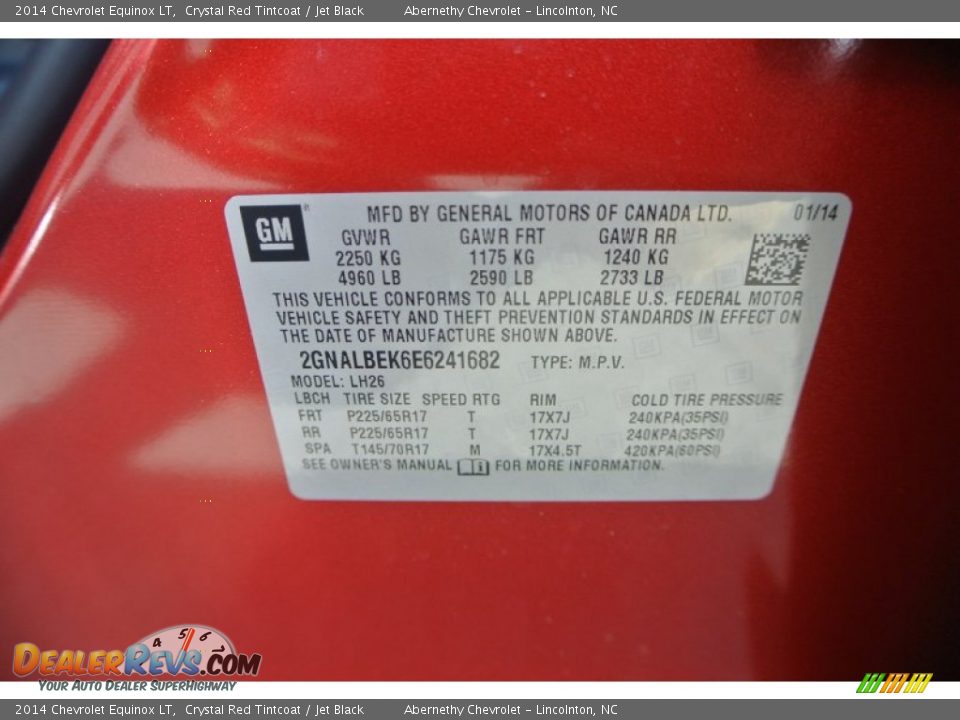 2014 Chevrolet Equinox LT, Crystal Red Tintcoat / Jet Black Abernethy Chevrolet - Lincolnton, NC
GM MFD BY GENERAL MOTORS OF CANADA LTD. 01/14
GVWR GAWR FRT GAWR RR
2250 KG 1175 KG 1240 KG
4960 LB 2590 LB 2733 LB
THIS VEHICLE CONFORMS TO ALL APPLICABLE U.S. FEDERAL MOTOR
VEHICLE SAFETY AND THEFT PREVENTION STANDARDS IN EFFECT ON
THE DATE OF MANUFACTURE SHOWN ABOVE.
2GNALBEK6E6241682 TYPE: M.P.V.
MODEL: LH26
LBCH TIRE SIZE SPEED RTG RIM COLD TIRE PRESSURE
FRT P225/65R17 T 17X7J 240KPA(35PSI)
RR P225/65R17 T 17X7J 240KPA(35PSI)
SPA T145/70R17 M 17X4.5T 420KPA(60PSI)
SEE OWNER'S MANUAL FOR MORE INFORMATION.
4 5 6 7
DEALERREVS.COM
YOUR AUTO DEALER SUPERHIGHWAY
2014 Chevrolet Equinox LT, Crystal Red Tintcoat / Jet Black Abernethy Chevrolet - Lincolnton, NC